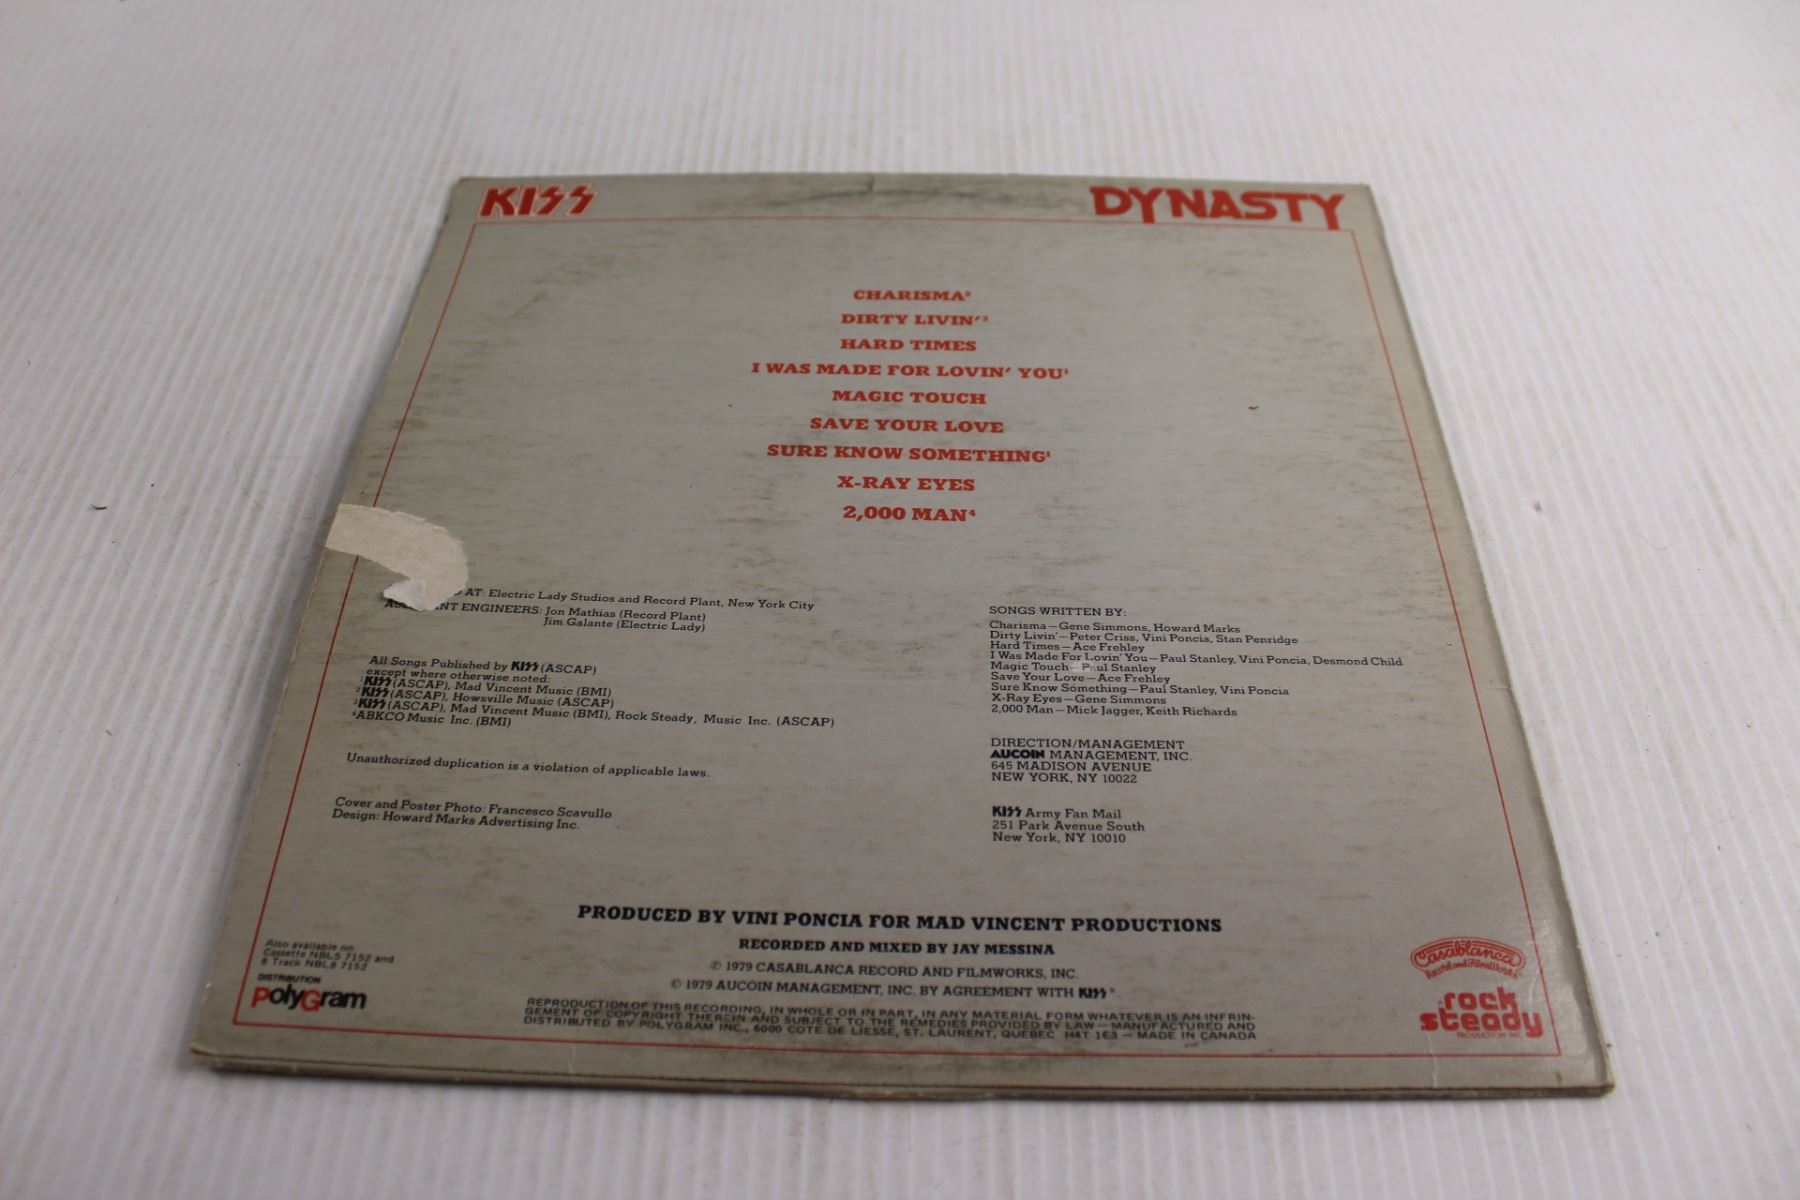 KISS
DYNASTY
CHARISMA²
DIRTY LIVIN'³
HARD TIMES
I WAS MADE FOR LOVIN' YOU¹
MAGIC TOUCH
SAVE YOUR LOVE
SURE KNOW SOMETHING¹
X-RAY EYES
2,000 MAN⁴
AT: Electric Lady Studios and Record Plant, New York City
ENGINEERS: Jon Mathias (Record Plant)
Jim Galante (Electric Lady)
All Songs Published by KISS (ASCAP)
except where otherwise noted:
¹KISS (ASCAP), Mad Vincent Music (BMI)
²KISS (ASCAP), Howsville Music (ASCAP)
³KISS (ASCAP), Mad Vincent Music (BMI), Rock Steady, Music Inc. (ASCAP)
⁴ABKCO Music Inc. (BMI)
Unauthorized duplication is a violation of applicable laws.
Cover and Poster Photo: Francesco Scavullo
Design: Howard Marks Advertising Inc.
SONGS WRITTEN BY:
Charisma—Gene Simmons, Howard Marks
Dirty Livin'—Peter Criss, Vini Poncia, Stan Penridge
Hard Times—Ace Frehley
I Was Made For Lovin' You—Paul Stanley, Vini Poncia, Desmond Child
Magic Touch—Paul Stanley
Save Your Love—Ace Frehley
Sure Know Something—Paul Stanley, Vini Poncia
X-Ray Eyes—Gene Simmons
2,000 Man—Mick Jagger, Keith Richards
DIRECTION/MANAGEMENT
AUCOIN MANAGEMENT, INC.
645 MADISON AVENUE
NEW YORK, NY 10022
KISS Army Fan Mail
251 Park Avenue South
New York, NY 10010
PRODUCED BY VINI PONCIA FOR MAD VINCENT PRODUCTIONS
RECORDED AND MIXED BY JAY MESSINA
℗ 1979 CASABLANCA RECORD AND FILMWORKS, INC.
© 1979 AUCOIN MANAGEMENT, INC. BY AGREEMENT WITH KISS®
REPRODUCTION OF THIS RECORDING, IN WHOLE OR IN PART, IN ANY MATERIAL FORM WHATEVER IS AN INFRIN-
GEMENT OF COPYRIGHT THEREIN AND SUBJECT TO THE REMEDIES PROVIDED BY LAW — MANUFACTURED AND
DISTRIBUTED BY POLYGRAM INC., 6000 COTE DE LIESSE, ST. LAURENT, QUEBEC H4T 1E3 — MADE IN CANADA
Also available on
Cassette NBL5 7152 and
8 Track NBL8 7152
DISTRIBUTION
PolyGram
Casablanca
Record and FilmWorks
rock
steady
PRODUCTION INC.